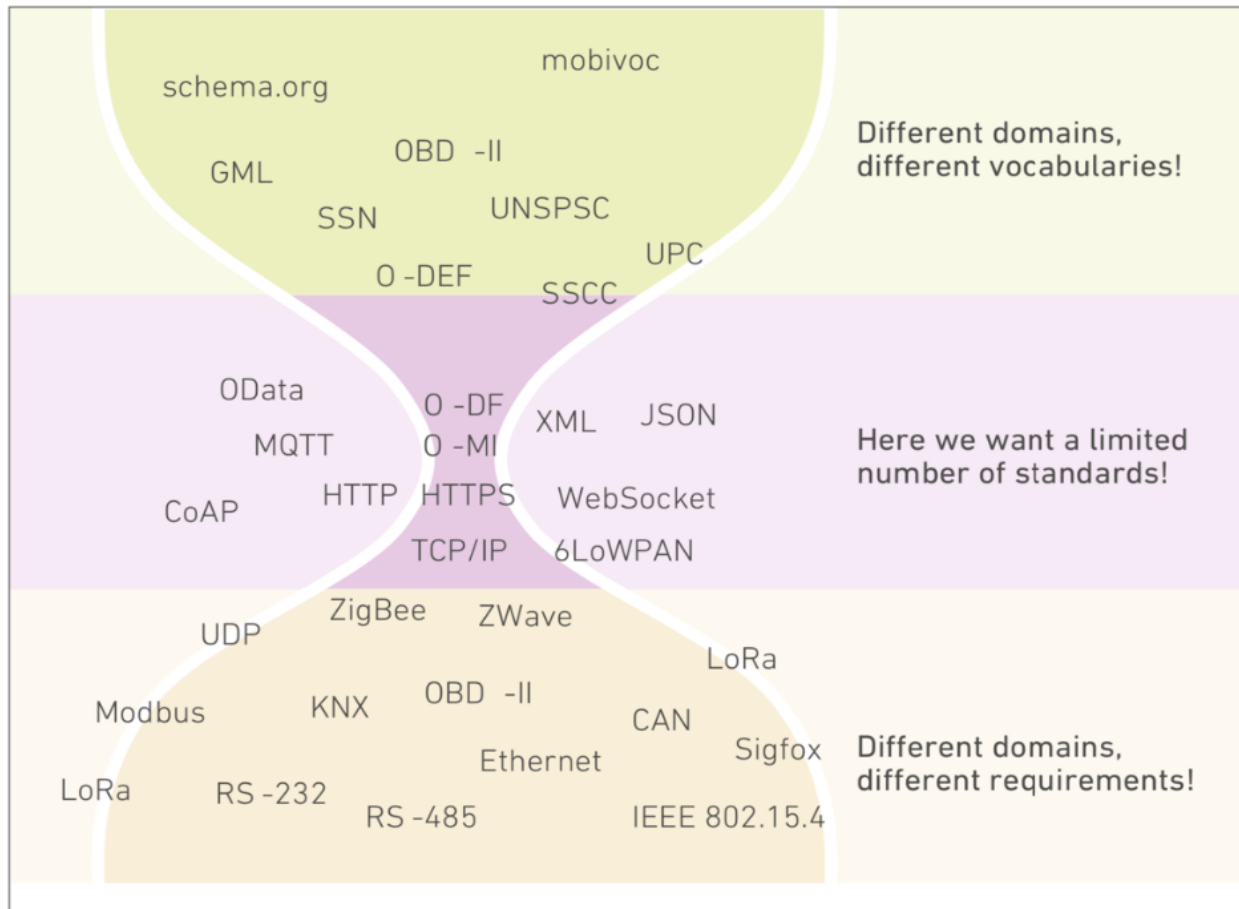 mobivoc
schema.org
Different domains,
different vocabularies!
OBD -II
GML
UNSPSC
SSN
UPC
O -DEF
SSCC
OData
O -DF
XML
JSON
Here we want a limited
number of standards!
MQTT
O -MI
HTTP
HTTPS
WebSocket
CoAP
TCP/IP
6LoWPAN
ZigBee
ZWave
UDP
LoRa
OBD -II
KNX
Modbus
CAN
Different domains,
different requirements!
Sigfox
Ethernet
LoRa
RS -232
RS -485
IEEE 802.15.4